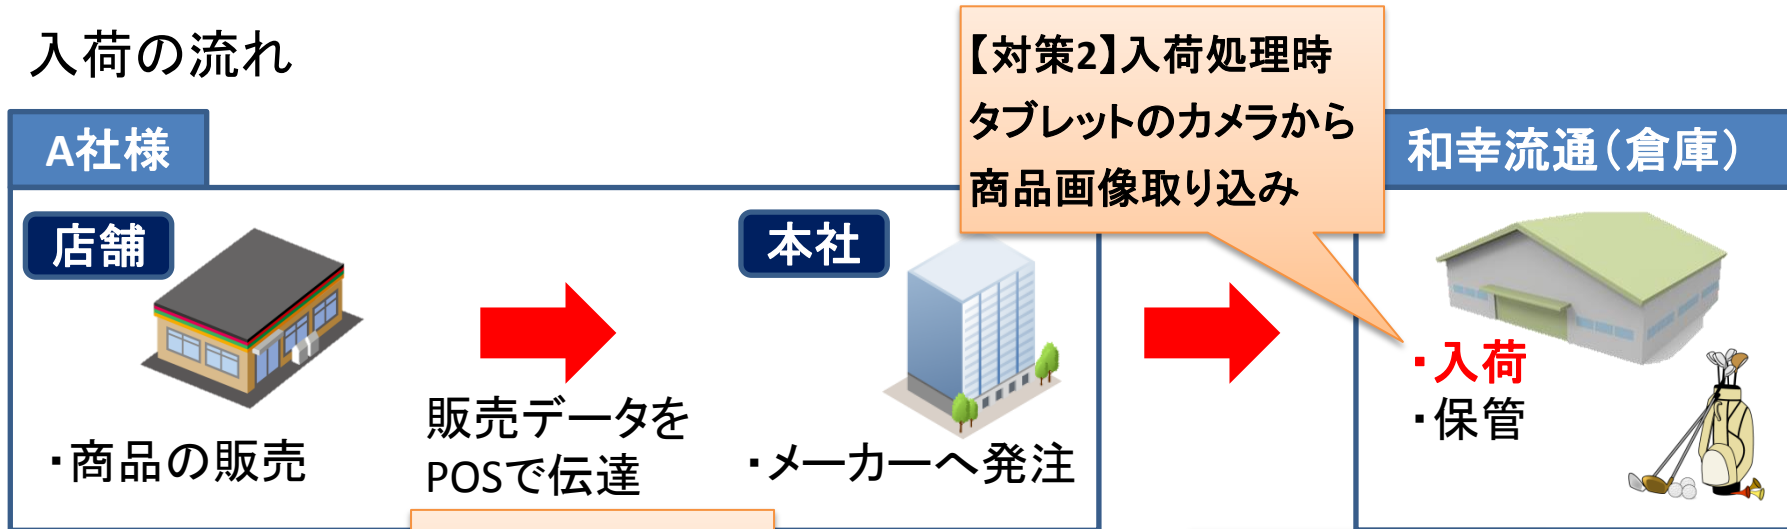 入荷の流れ
【対策2】入荷処理時
タブレットのカメラから
商品画像取り込み
A社様
和幸流通（倉庫）
店舗
本社
・商品の販売
販売データを
POSで伝達
・メーカーへ発注
・入荷
・保管